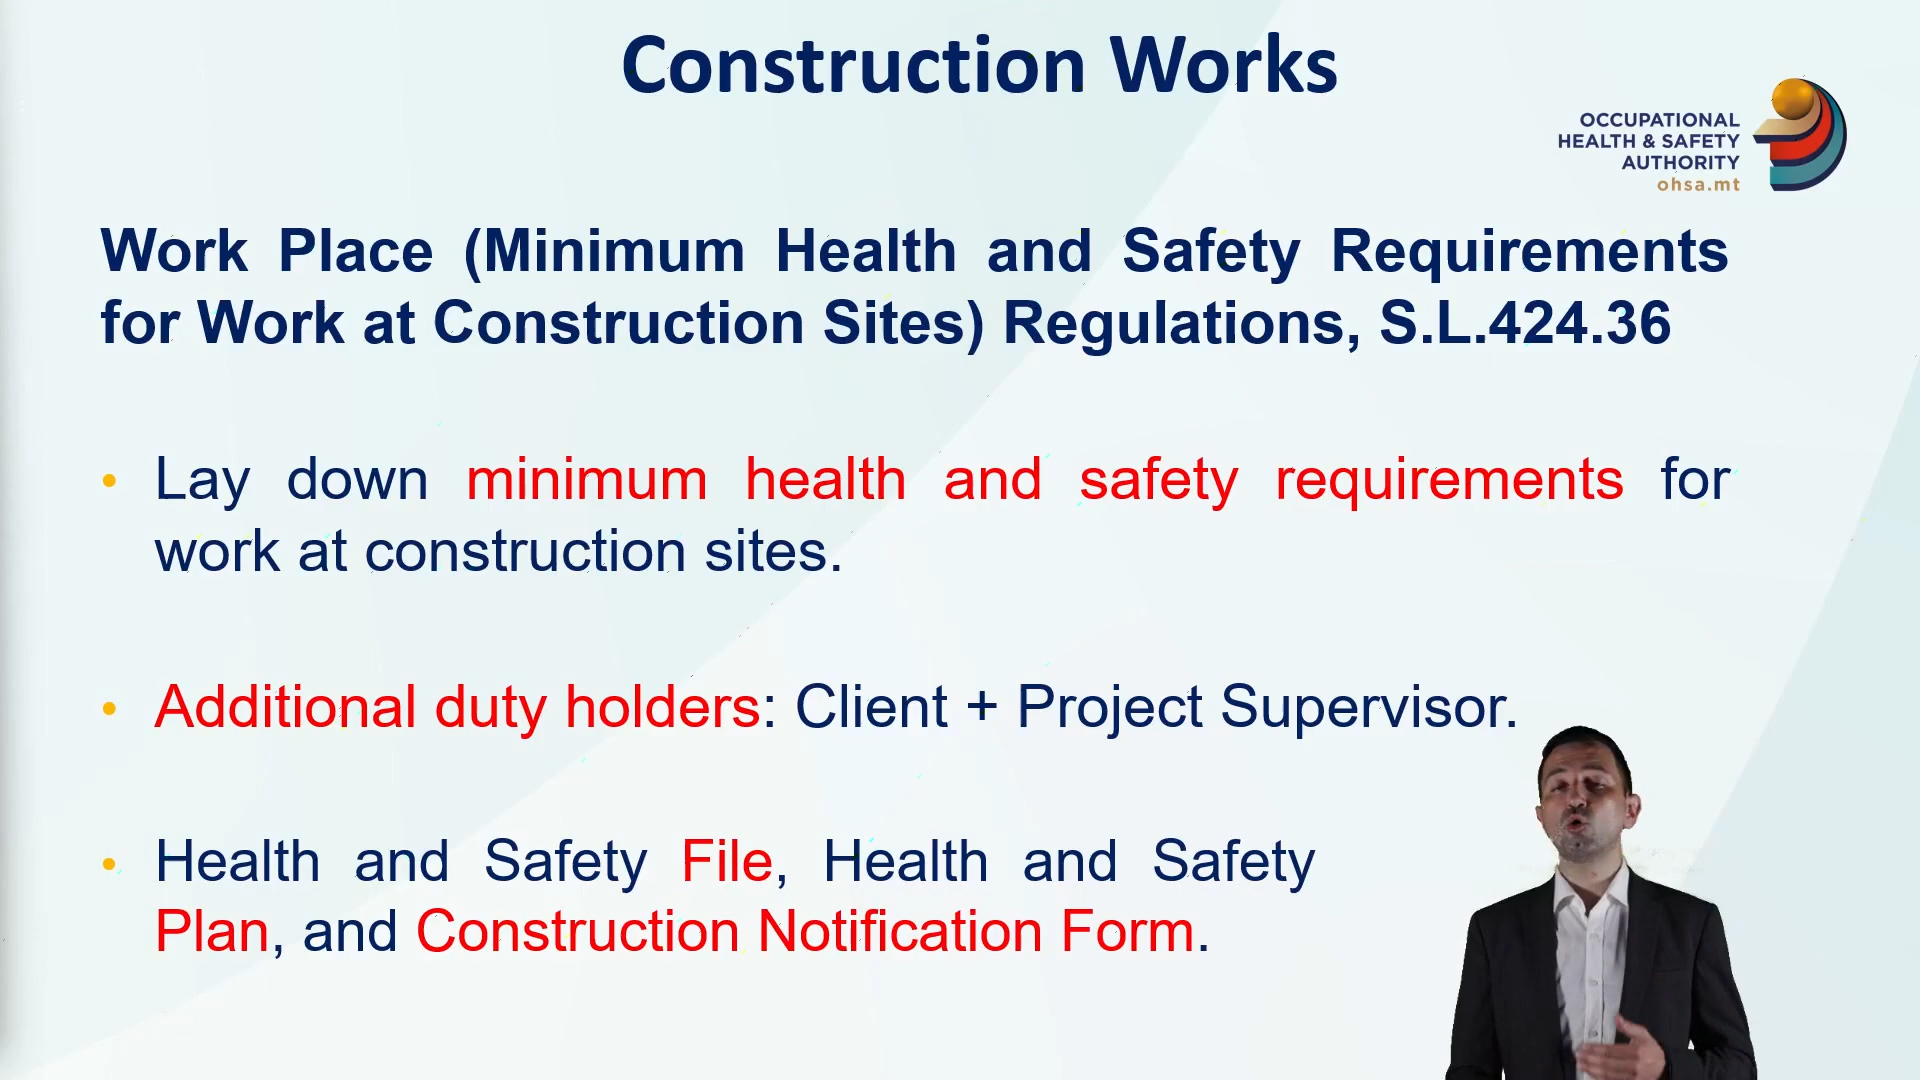 Construction Works
OCCUPATIONAL
HEALTH & SAFETY
AUTHORITY
ohsa.mt
Work Place (Minimum Health and Safety Requirements
for Work at Construction Sites) Regulations, S.L.424.36
• Lay down minimum health and safety requirements for
work at construction sites.
• Additional duty holders: Client + Project Supervisor.
• Health and Safety File, Health and Safety
Plan, and Construction Notification Form.